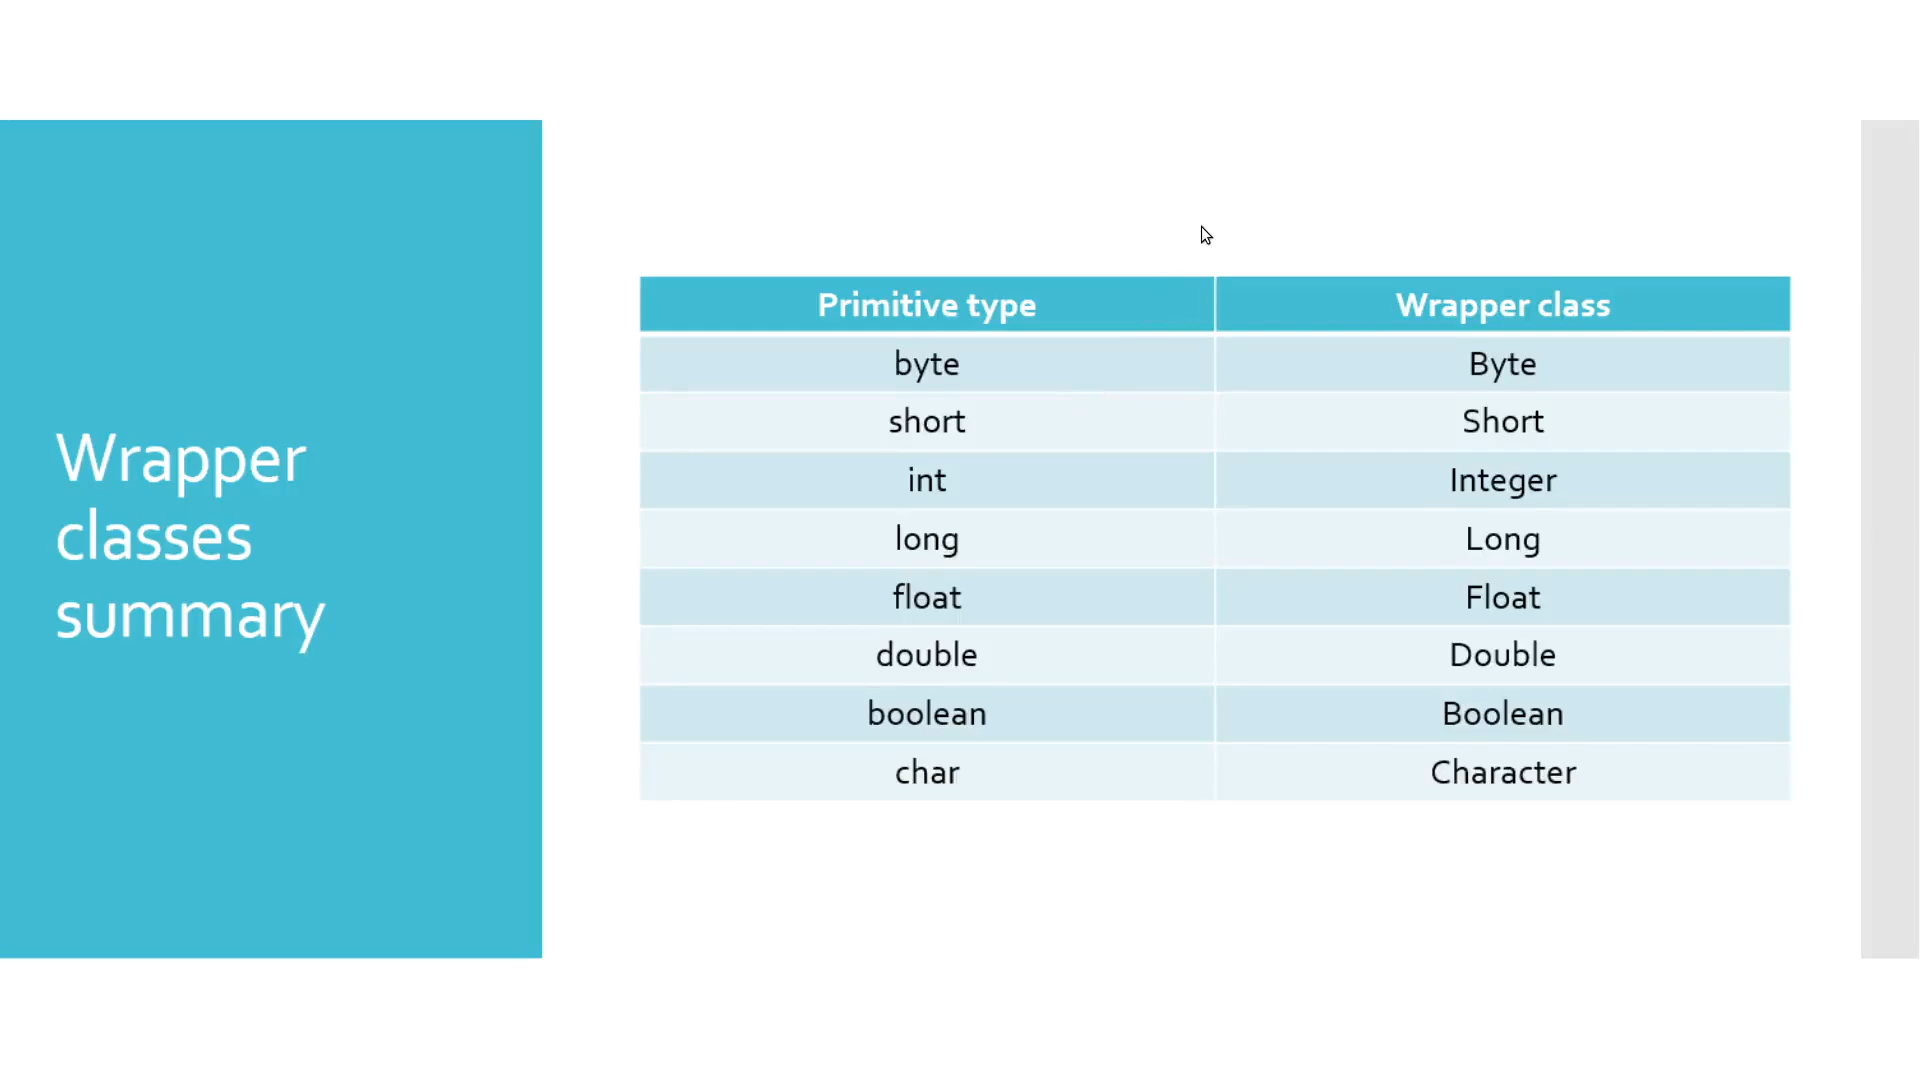 Wrapper
classes
summary
Primitive type Wrapper class
byte Byte
short Short
int Integer
long Long
float Float
double Double
boolean Boolean
char Character